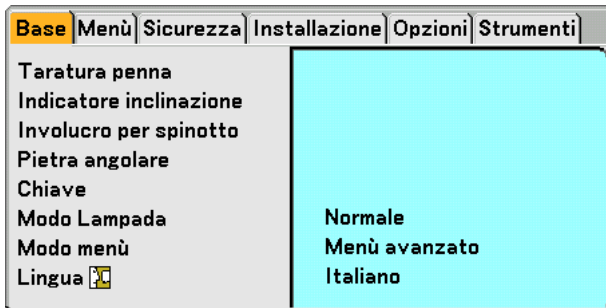 Base Menù Sicurezza Installazione Opzioni Strumenti
Taratura penna
Indicatore inclinazione
Involucro per spinotto
Pietra angolare
Chiave
Modo Lampada Normale
Modo menù Menù avanzato
Lingua Italiano